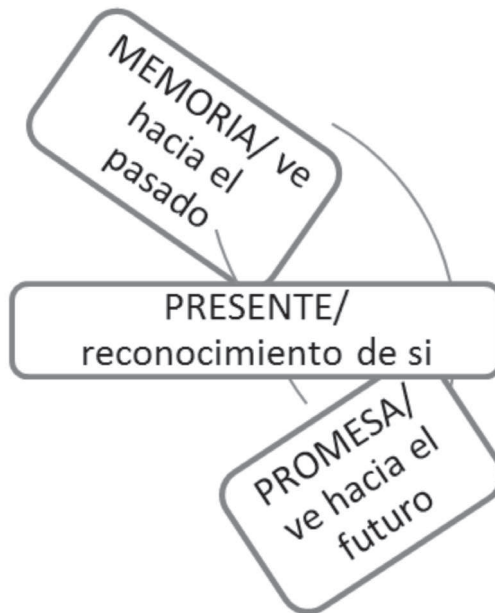 MEMORIA/ ve
hacia el
pasado
PRESENTE/
reconocimiento de si
PROMESA/
ve hacia el
futuro